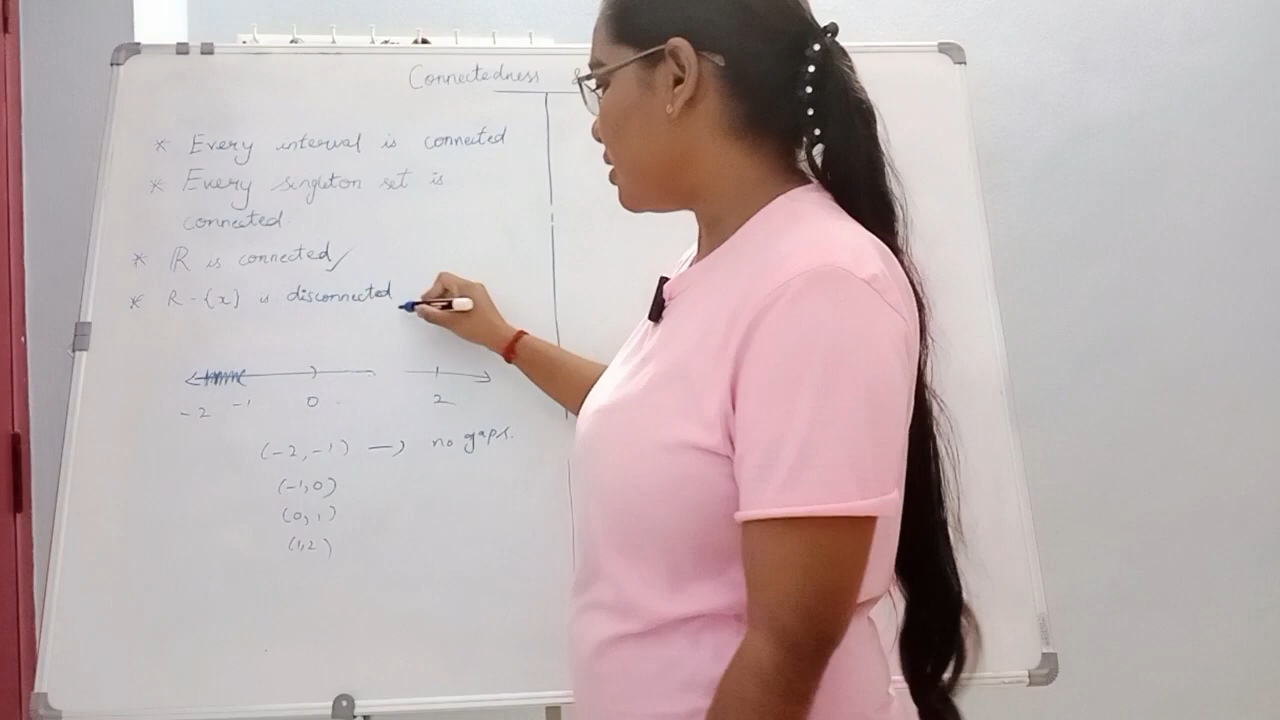 Connectedness &
* Every interval is connected
* Every singleton set is
connected.
* R is connected
* R - {x} is disconnected
-2 -1 0 2
(-2, -1) → no gaps.
(-1, 0)
(0, 1)
(1, 2)